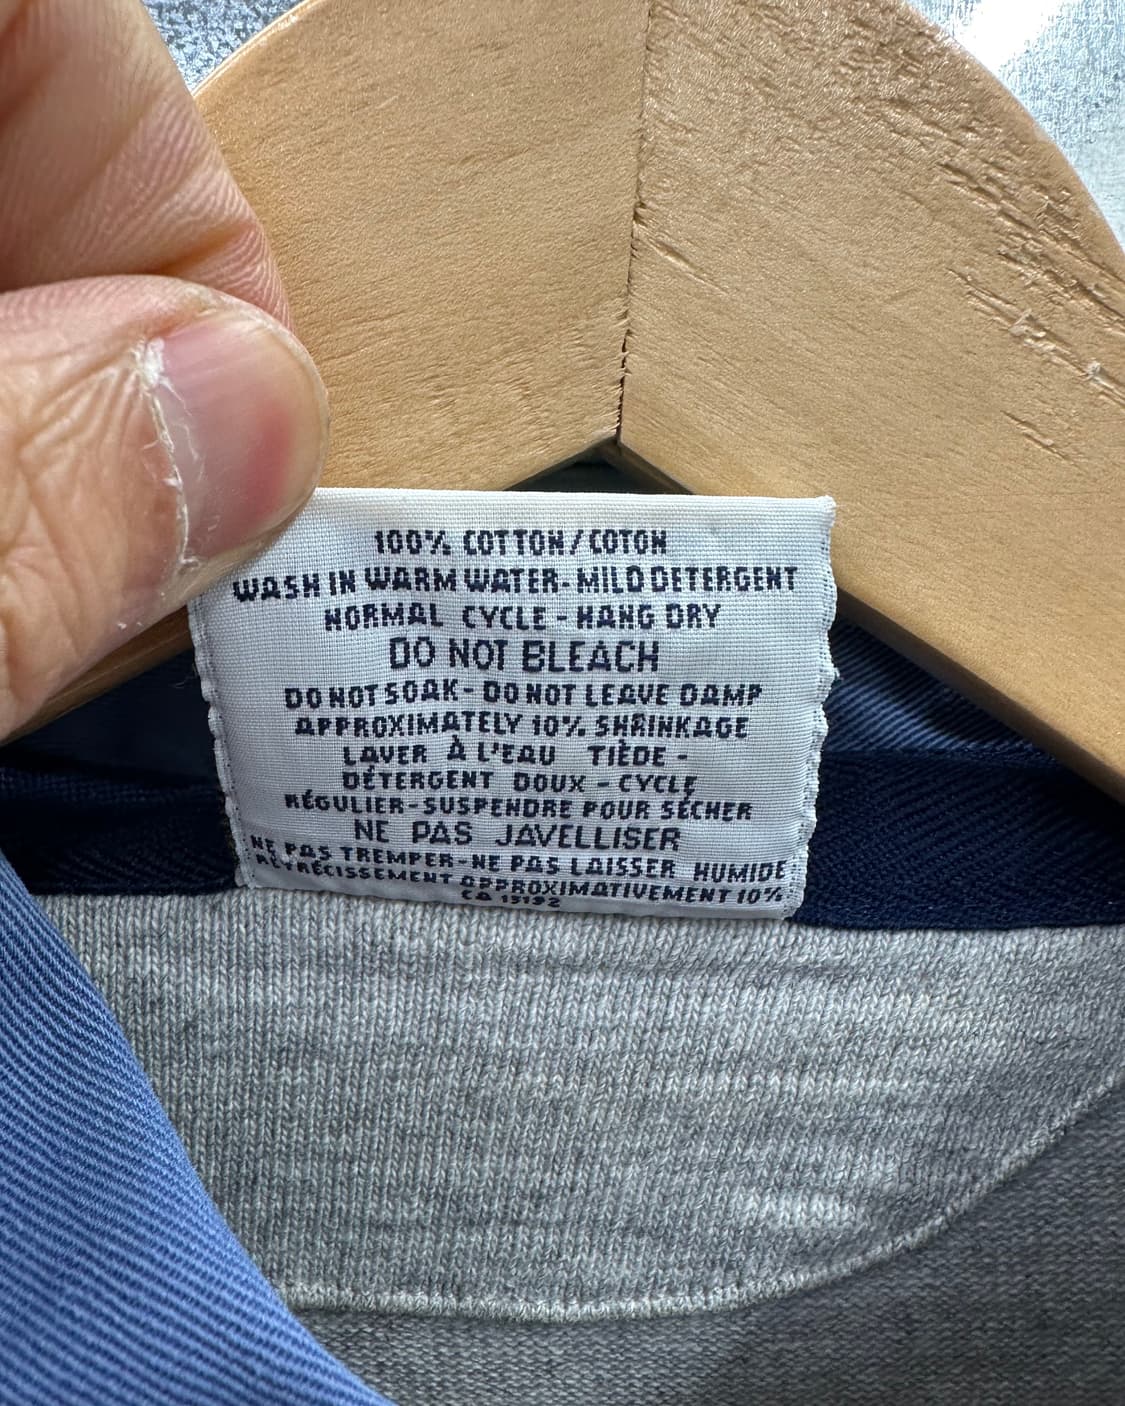 100% COTTON/COTON
WASH IN WARM WATER-MILD DETERGENT
NORMAL CYCLE - HANG DRY
DO NOT BLEACH
DO NOT SOAK- DO NOT LEAVE DAMP
APPROXIMATELY 10% SHRINKAGE
LAVER À L'EAU TIÈDE -
DÉTERGENT DOUX - CYCLE
RÉGULIER-SUSPENDRE POUR SÉCHER
NE PAS JAVELLISER
NE PAS TREMPER-NE PAS LAISSER HUMIDE
RÉTRÉCISSEMENT APPROXIMATIVEMENT 10%
CA 15192